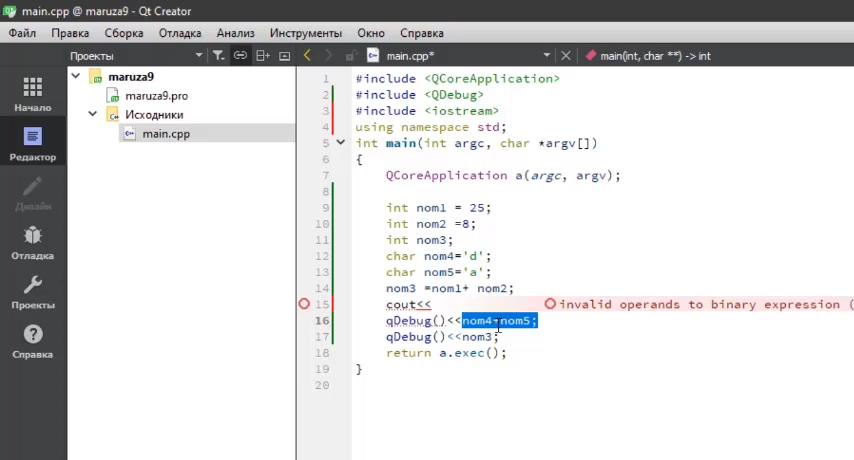 main.cpp @ maruza9 - Qt Creator
Файл Правка Сборка Отладка Анализ Инструменты Окно Справка
Проекты main.cpp* main(int, char **) -> int
Начало
Редактор
Дизайн
Отладка
Проекты
Справка
maruza9
maruza9.pro
Исходники
main.cpp
1 #include <QCoreApplication>
2 #include <QDebug>
3 #include <iostream>
4 using namespace std;
5 int main(int argc, char *argv[])
6 {
7 QCoreApplication a(argc, argv);
8
9 int nom1 = 25;
10 int nom2 =8;
11 int nom3;
12 char nom4='d';
13 char nom5='a';
14 nom3 =nom1+ nom2;
15 cout<< invalid operands to binary expression (
16 qDebug()<<nom4+nom5;
17 qDebug()<<nom3;
18 return a.exec();
19 }
20